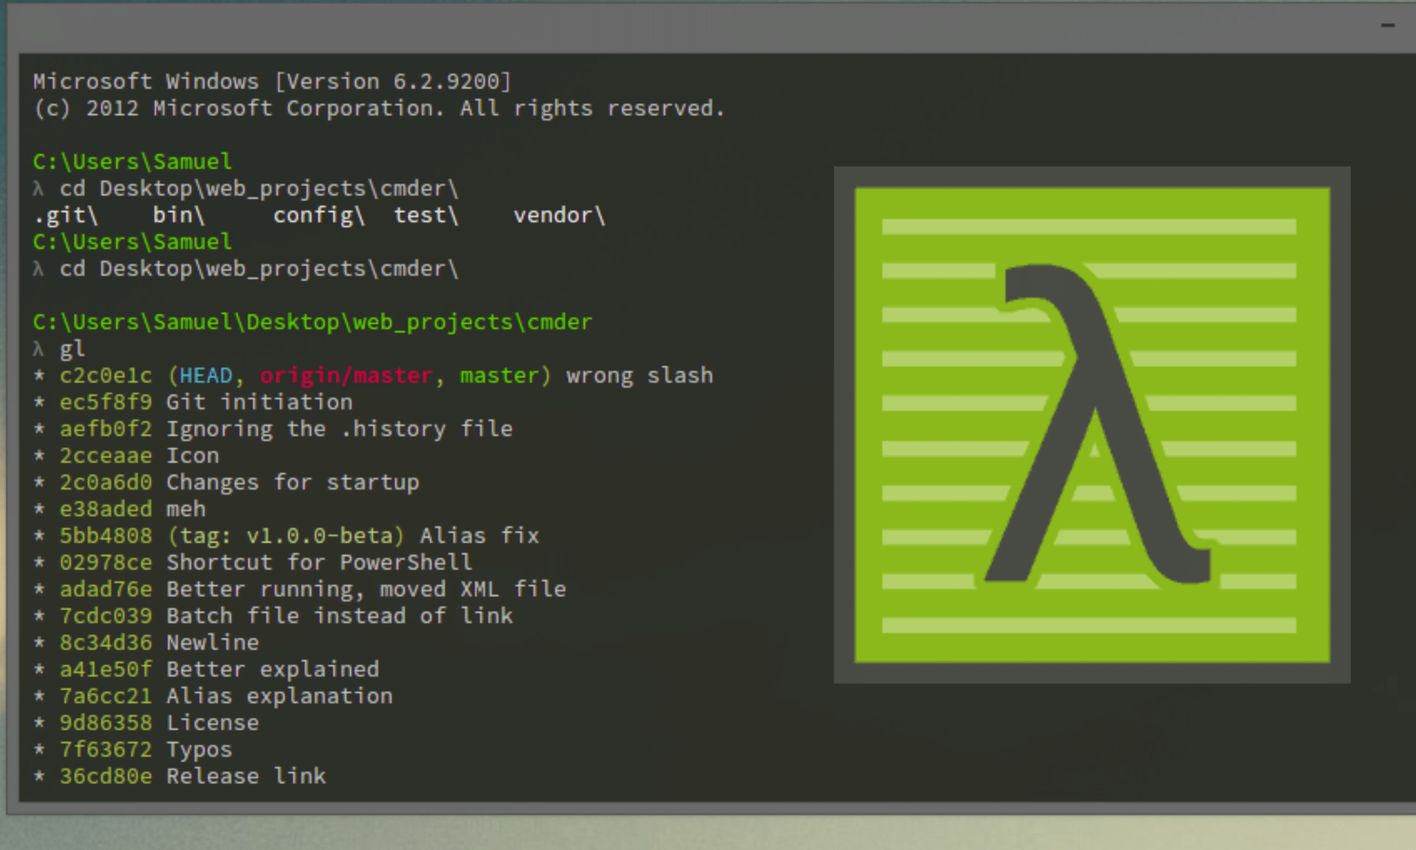 Microsoft Windows [Version 6.2.9200]
(c) 2012 Microsoft Corporation. All rights reserved.
C:\Users\Samuel
λ cd Desktop\web_projects\cmder\
.git\ bin\ config\ test\ vendor\
C:\Users\Samuel
λ cd Desktop\web_projects\cmder\
C:\Users\Samuel\Desktop\web_projects\cmder
λ gl
* c2c0e1c (HEAD, origin/master, master) wrong slash
* ec5f8f9 Git initiation
* aefb0f2 Ignoring the .history file
* 2cceaae Icon
* 2c0a6d0 Changes for startup
* e38aded meh
* 5bb4808 (tag: v1.0.0-beta) Alias fix
* 02978ce Shortcut for PowerShell
* adad76e Better running, moved XML file
* 7cdc039 Batch file instead of link
* 8c34d36 Newline
* a41e50f Better explained
* 7a6cc21 Alias explanation
* 9d86358 License
* 7f63672 Typos
* 36cd80e Release link
λ